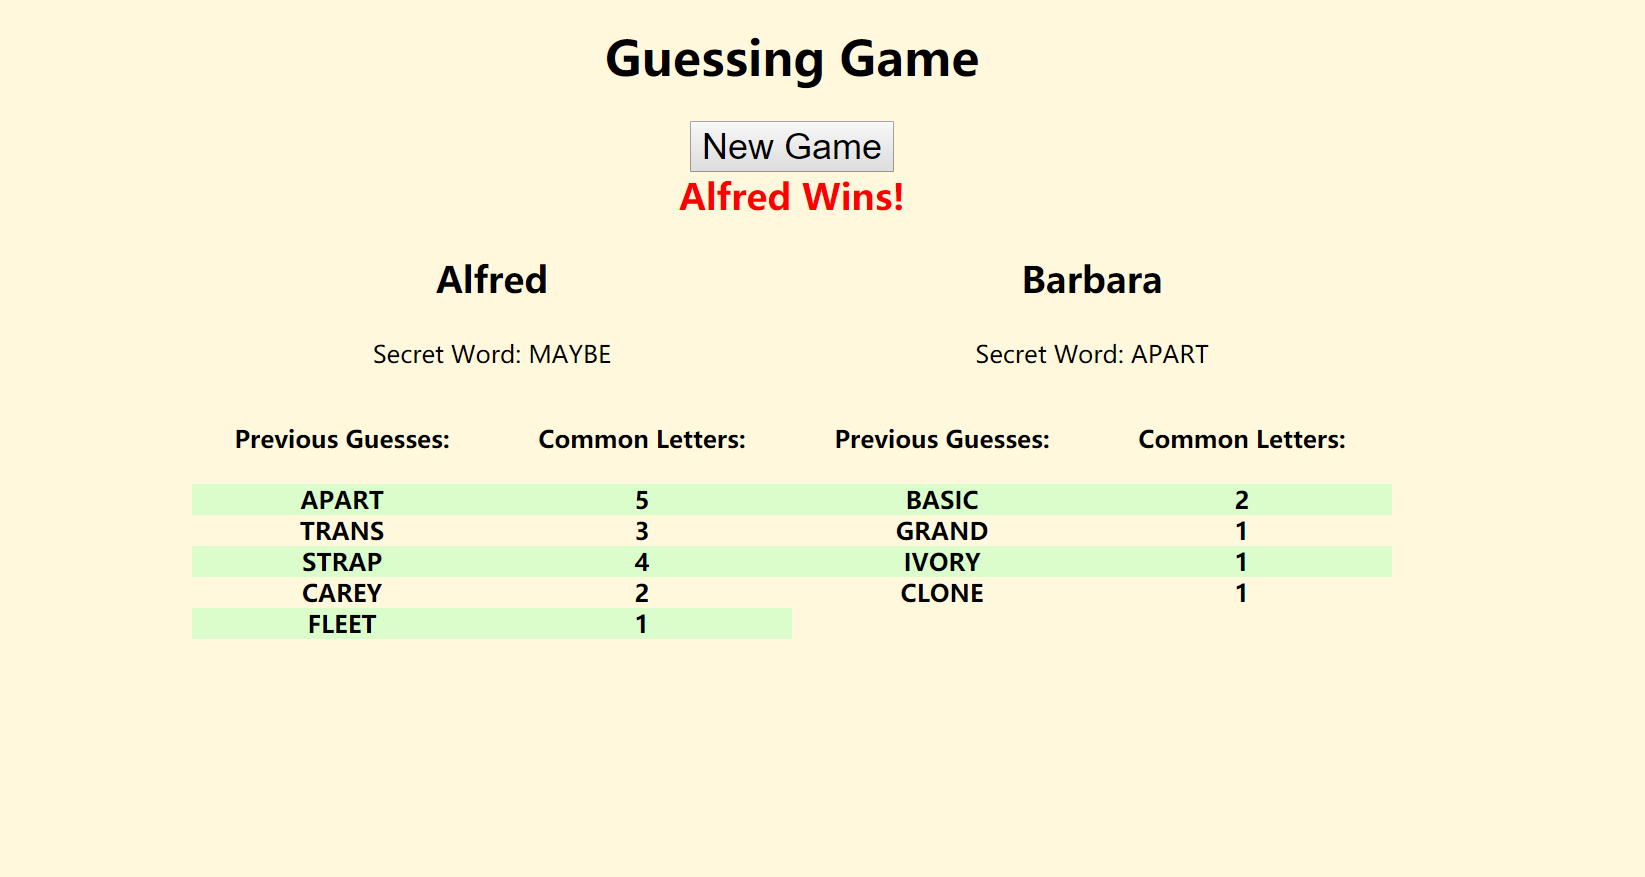 Guessing Game
New Game
Alfred Wins!
Alfred Barbara
Secret Word: MAYBE Secret Word: APART
Previous Guesses: Common Letters: Previous Guesses: Common Letters:
APART 5 BASIC 2
TRANS 3 GRAND 1
STRAP 4 IVORY 1
CAREY 2 CLONE 1
FLEET 1